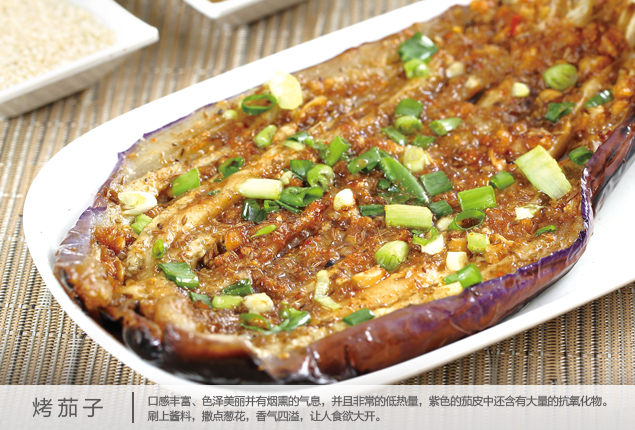 烤茄子
口感丰富、色泽美丽并有烟熏的气息，并且非常的低热量，紫色的茄皮中还含有大量的抗氧化物。
刷上酱料，撒点葱花，香气四溢，让人食欲大开。